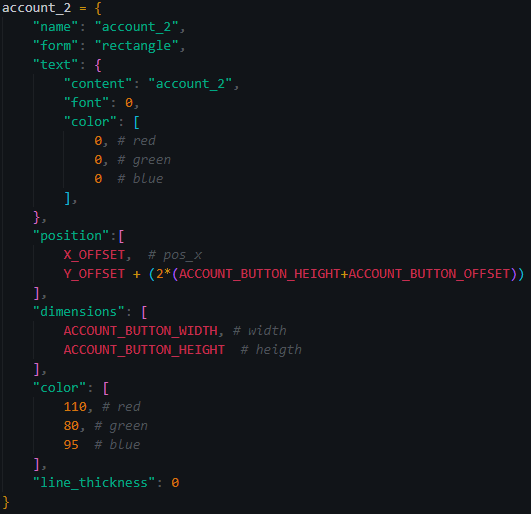 account_2 = {
    "name": "account_2",
    "form": "rectangle",
    "text": {
        "content": "account_2",
        "font": 0,
        "color": [
            0, # red
            0, # green
            0  # blue
        ],
    },
    "position":[
        X_OFFSET,  # pos_x
        Y_OFFSET + (2*(ACCOUNT_BUTTON_HEIGHT+ACCOUNT_BUTTON_OFFSET))
    ],
    "dimensions": [
        ACCOUNT_BUTTON_WIDTH, # width
        ACCOUNT_BUTTON_HEIGHT  # heigth
    ],
    "color": [
        110, # red
        80, # green
        95  # blue
    ],
    "line_thickness": 0
}